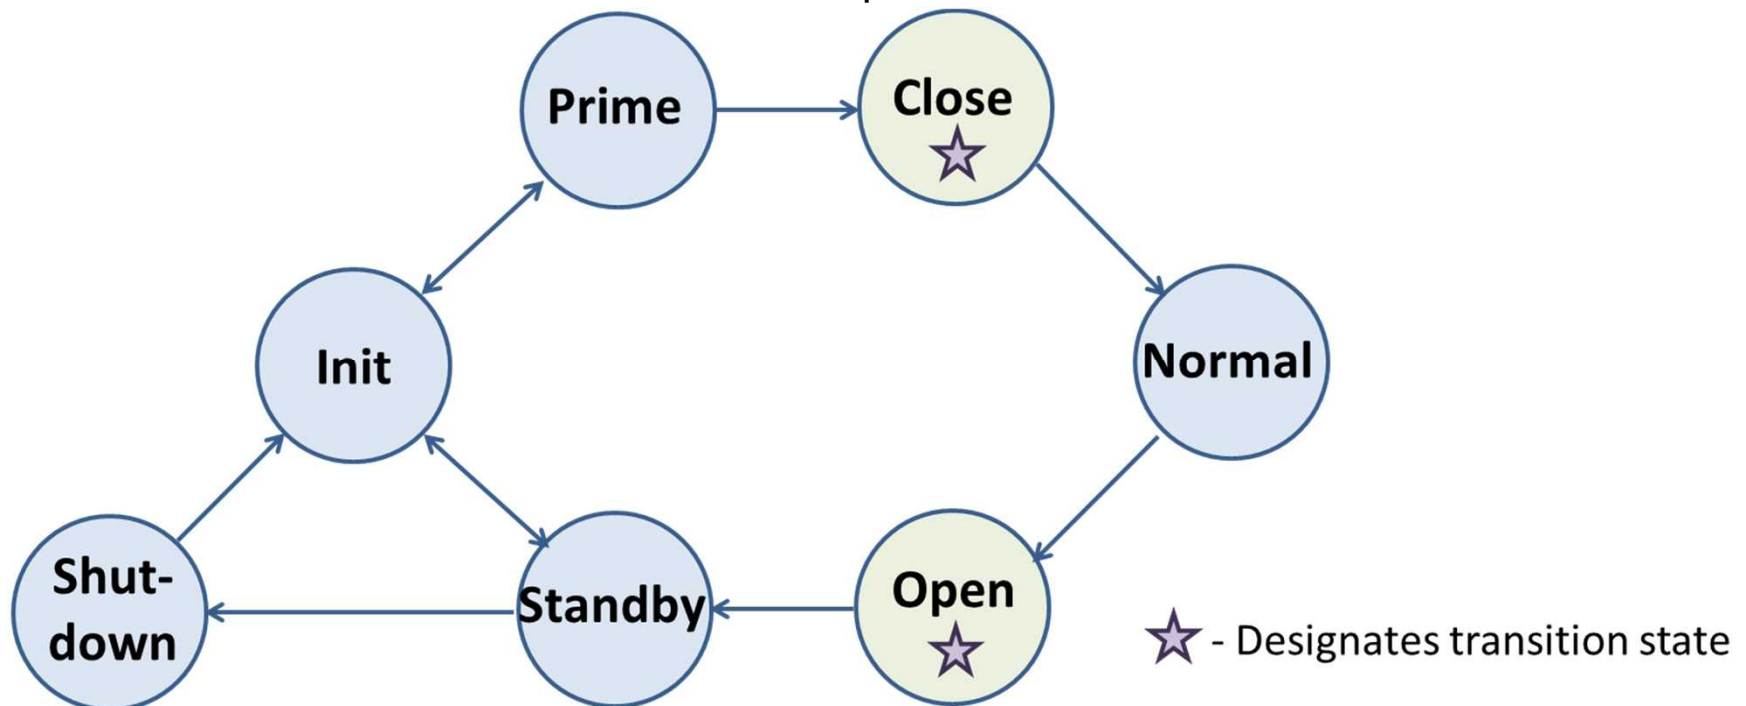 Prime
Close
Init
Normal
Shut-
down
Standby
Open
- Designates transition state